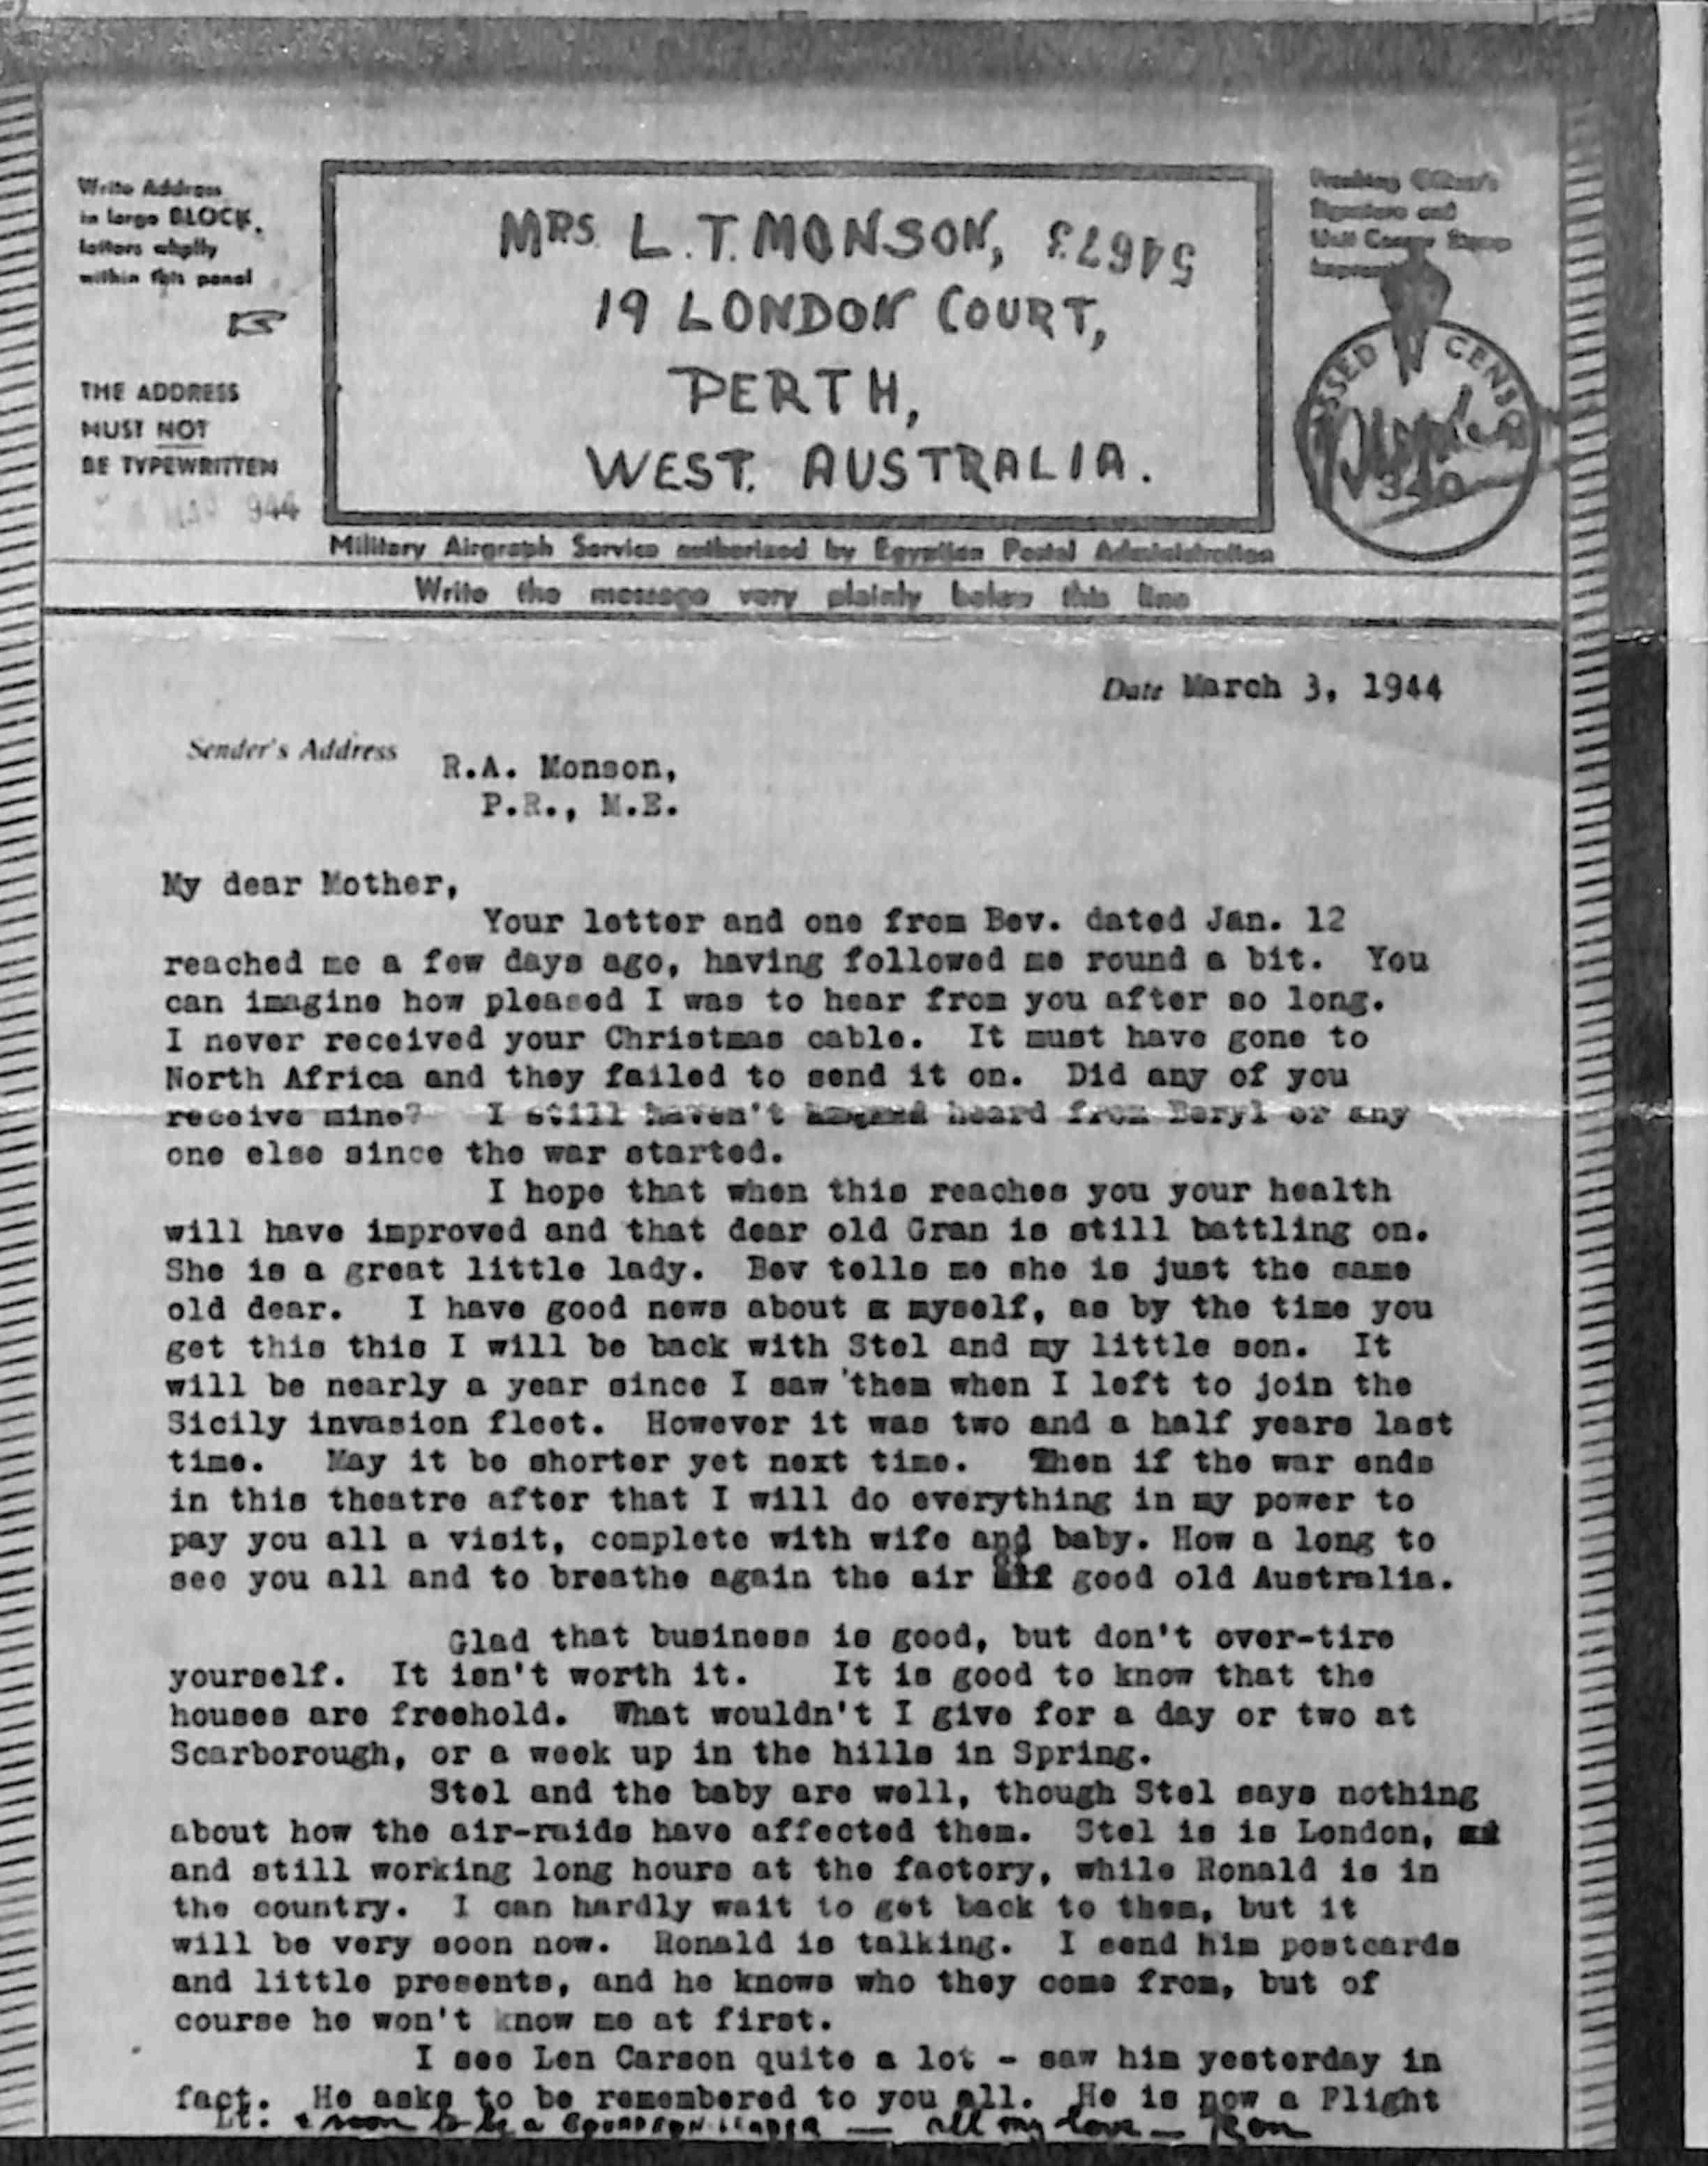 Write Address
in large BLOCK
letters wholly
within this panel
THE ADDRESS
MUST NOT
BE TYPEWRITTEN
944
MRS. L.T. MONSON, 54673
19 LONDON COURT,
PERTH,
WEST. AUSTRALIA.
Franking Officer's
Signature and
Unit Censor Stamp
PASSED CENSOR
340
Military Airgraph Service authorized by Egyptian Postal Administration
Write the message very plainly below this line
Date March 3, 1944
Sender's Address R.A. Monson,
P.R., M.E.
My dear Mother,
Your letter and one from Bev. dated Jan. 12
reached me a few days ago, having followed me round a bit. You
can imagine how pleased I was to hear from you after so long.
I never received your Christmas cable. It must have gone to
North Africa and they failed to send it on. Did any of you
receive mine? I still haven't heard from Beryl or any
one else since the war started.
I hope that when this reaches you your health
will have improved and that dear old Gran is still battling on.
She is a great little lady. Bev tells me she is just the same
old dear. I have good news about x myself, as by the time you
get this this I will be back with Stel and my little son. It
will be nearly a year since I saw them when I left to join the
Sicily invasion fleet. However it was two and a half years last
time. May it be shorter yet next time. Then if the war ends
in this theatre after that I will do everything in my power to
pay you all a visit, complete with wife and baby. How a long to
see you all and to breathe again the air of good old Australia.
Glad that business is good, but don't over-tire
yourself. It isn't worth it. It is good to know that the
houses are freehold. What wouldn't I give for a day or two at
Scarborough, or a week up in the hills in Spring.
Stel and the baby are well, though Stel says nothing
about how the air-raids have affected them. Stel is is London,
and still working long hours at the factory, while Ronald is in
the country. I can hardly wait to get back to them, but it
will be very soon now. Ronald is talking. I send him postcards
and little presents, and he knows who they come from, but of
course he won't know me at first.
I see Len Carson quite a lot - saw him yesterday in
fact. He asks to be remembered to you all. He is now a Flight
Lt. & soon to be a SQUADRON LEADER — all my love — Ron